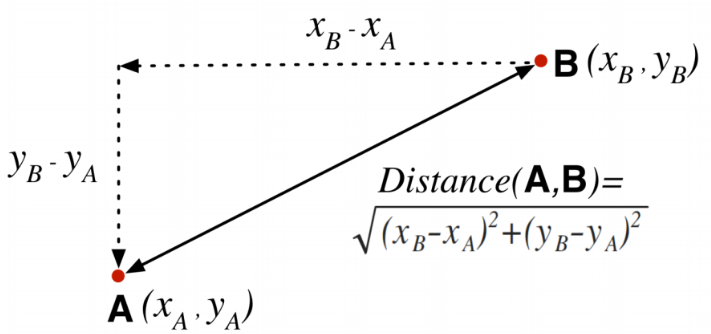 x_B - x_A
B (x_B, y_B)
y_B - y_A
Distance(A,B)=
√(x_B-x_A)²+(y_B-y_A)²
A (x_A, y_A)